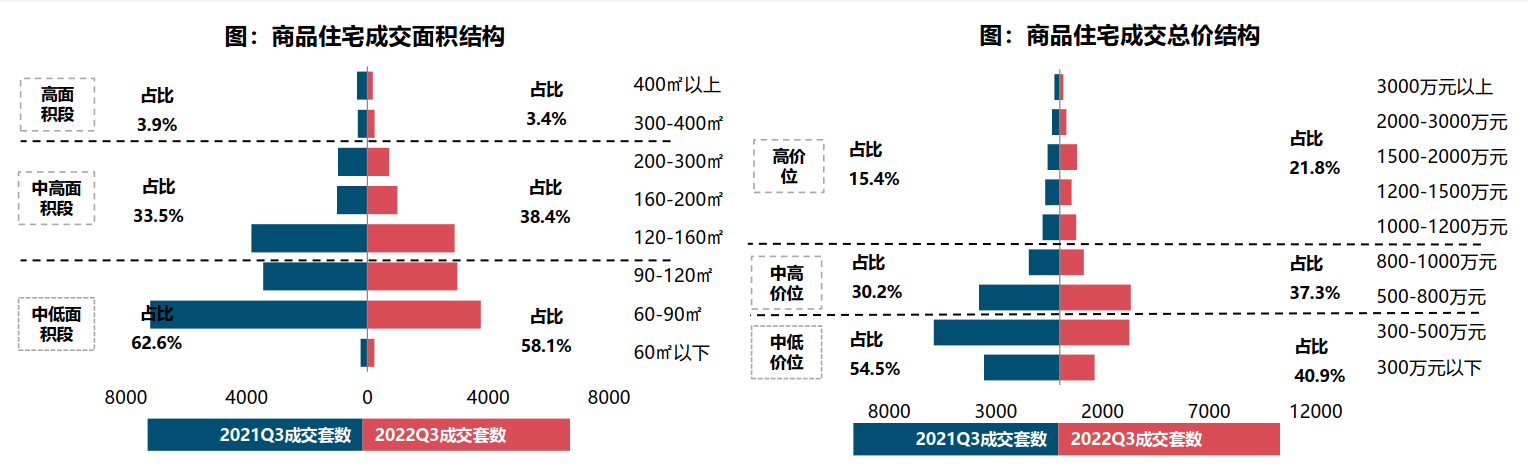 图：商品住宅成交面积结构
高面
积段
占比
3.9%
占比
3.4%
400㎡以上
300-400㎡
中高面
积段
占比
33.5%
占比
38.4%
200-300㎡
160-200㎡
120-160㎡
中低面
积段
占比
62.6%
占比
58.1%
90-120㎡
60-90㎡
60㎡以下
8000 4000 0 4000 8000
2021Q3成交套数 2022Q3成交套数
图：商品住宅成交总价结构
高价
位
占比
15.4%
占比
21.8%
3000万元以上
2000-3000万元
1500-2000万元
1200-1500万元
1000-1200万元
中高
价位
占比
30.2%
占比
37.3%
800-1000万元
500-800万元
中低
价位
占比
54.5%
占比
40.9%
300-500万元
300万元以下
8000 3000 2000 7000 12000
2021Q3成交套数 2022Q3成交套数